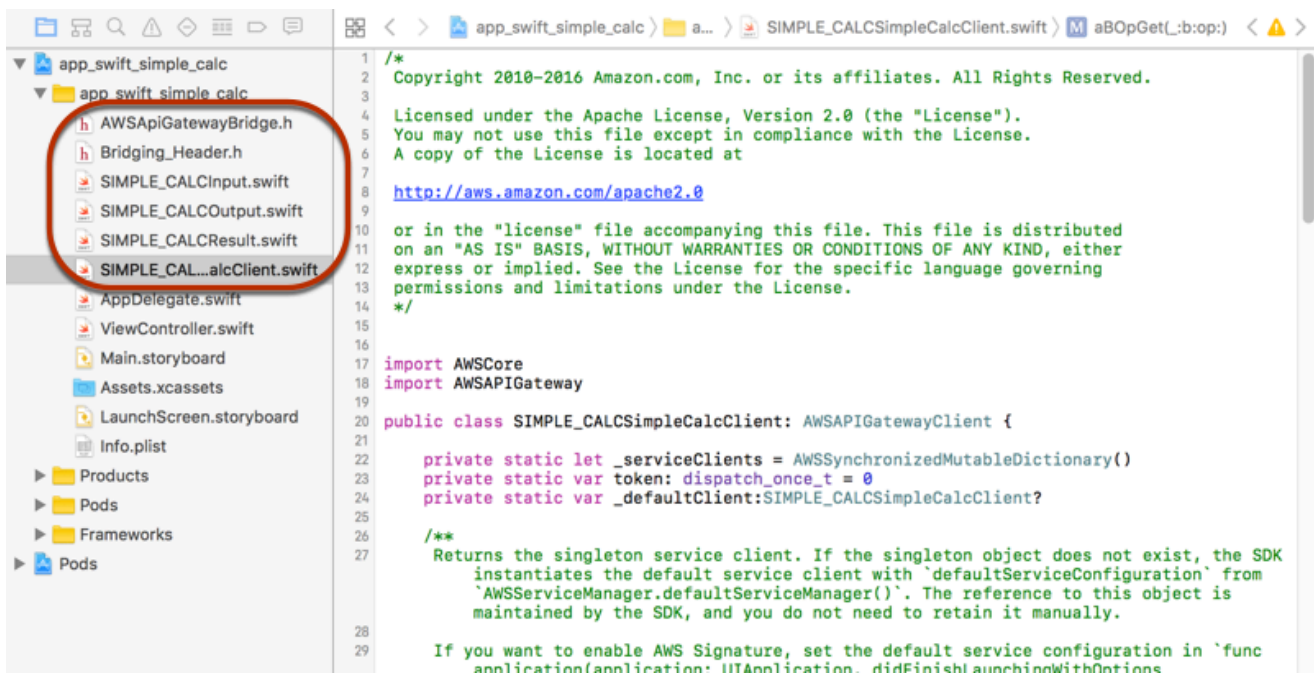 app_swift_simple_calc
a...
SIMPLE_CALCSimpleCalcClient.swift
M
aBOpGet(_:b:op:)
app_swift_simple_calc
app_swift_simple_calc
h AWSApiGatewayBridge.h
h Bridging_Header.h
SIMPLE_CALCInput.swift
SIMPLE_CALCOutput.swift
SIMPLE_CALCResult.swift
SIMPLE_CAL...alcClient.swift
AppDelegate.swift
ViewController.swift
Main.storyboard
Assets.xcassets
LaunchScreen.storyboard
Info.plist
Products
Pods
Frameworks
Pods
1 /*
2 Copyright 2010-2016 Amazon.com, Inc. or its affiliates. All Rights Reserved.
3
4 Licensed under the Apache License, Version 2.0 (the "License").
5 You may not use this file except in compliance with the License.
6 A copy of the License is located at
7
8 http://aws.amazon.com/apache2.0
9
10 or in the "license" file accompanying this file. This file is distributed
11 on an "AS IS" BASIS, WITHOUT WARRANTIES OR CONDITIONS OF ANY KIND, either
12 express or implied. See the License for the specific language governing
13 permissions and limitations under the License.
14 */
15
16
17 import AWSCore
18 import AWSAPIGateway
19
20 public class SIMPLE_CALCSimpleCalcClient: AWSAPIGatewayClient {
21
22 private static let _serviceClients = AWSSynchronizedMutableDictionary()
23 private static var token: dispatch_once_t = 0
24 private static var _defaultClient:SIMPLE_CALCSimpleCalcClient?
25
26 /**
27 Returns the singleton service client. If the singleton object does not exist, the SDK
instantiates the default service client with `defaultServiceConfiguration` from
`AWSServiceManager.defaultServiceManager()`. The reference to this object is
maintained by the SDK, and you do not need to retain it manually.
28
29 If you want to enable AWS Signature, set the default service configuration in `func
application(application: UIApplication, didFinishLaunchingWithOptions